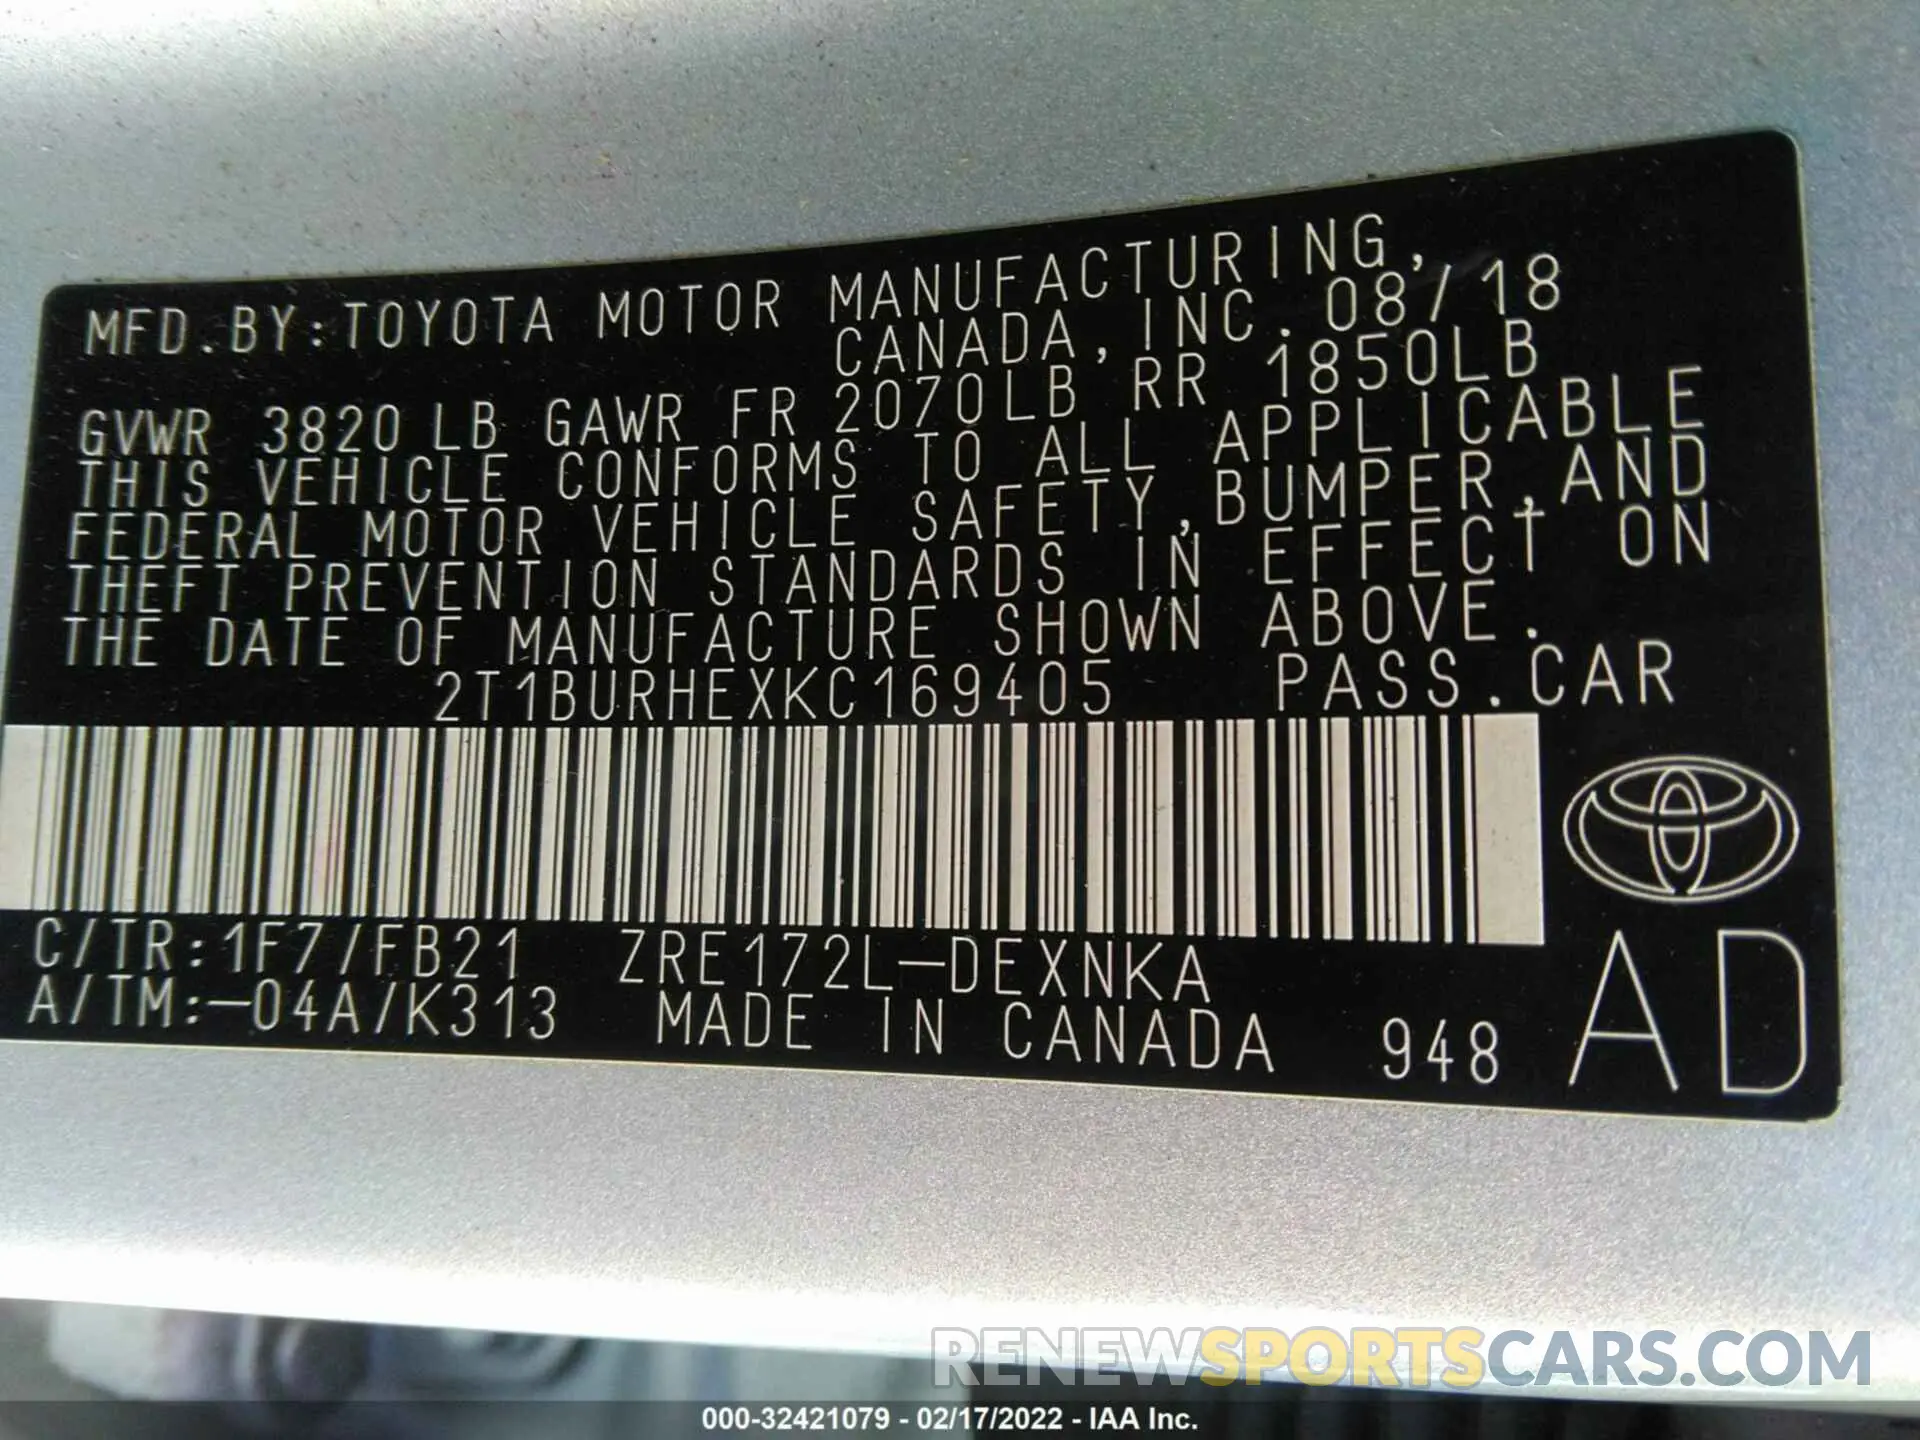 MFD.BY:TOYOTA MOTOR MANUFACTURING,
CANADA, INC. 08/18
GVWR 3820 LB GAWR FR 2070LB RR 1850LB
THIS VEHICLE CONFORMS TO ALL APPLICABLE
FEDERAL MOTOR VEHICLE SAFETY,BUMPER,AND
THEFT PREVENTION STANDARDS IN EFFECT ON
THE DATE OF MANUFACTURE SHOWN ABOVE.
2T1BURHEXKC169405 PASS.CAR
C/TR:1F7/FB21 ZRE172L-DEXNKA
A/TM:-04A/K313 MADE IN CANADA 948 AD
RENEWSPORTSCARS.COM
000-32421079 - 02/17/2022 - IAA Inc.